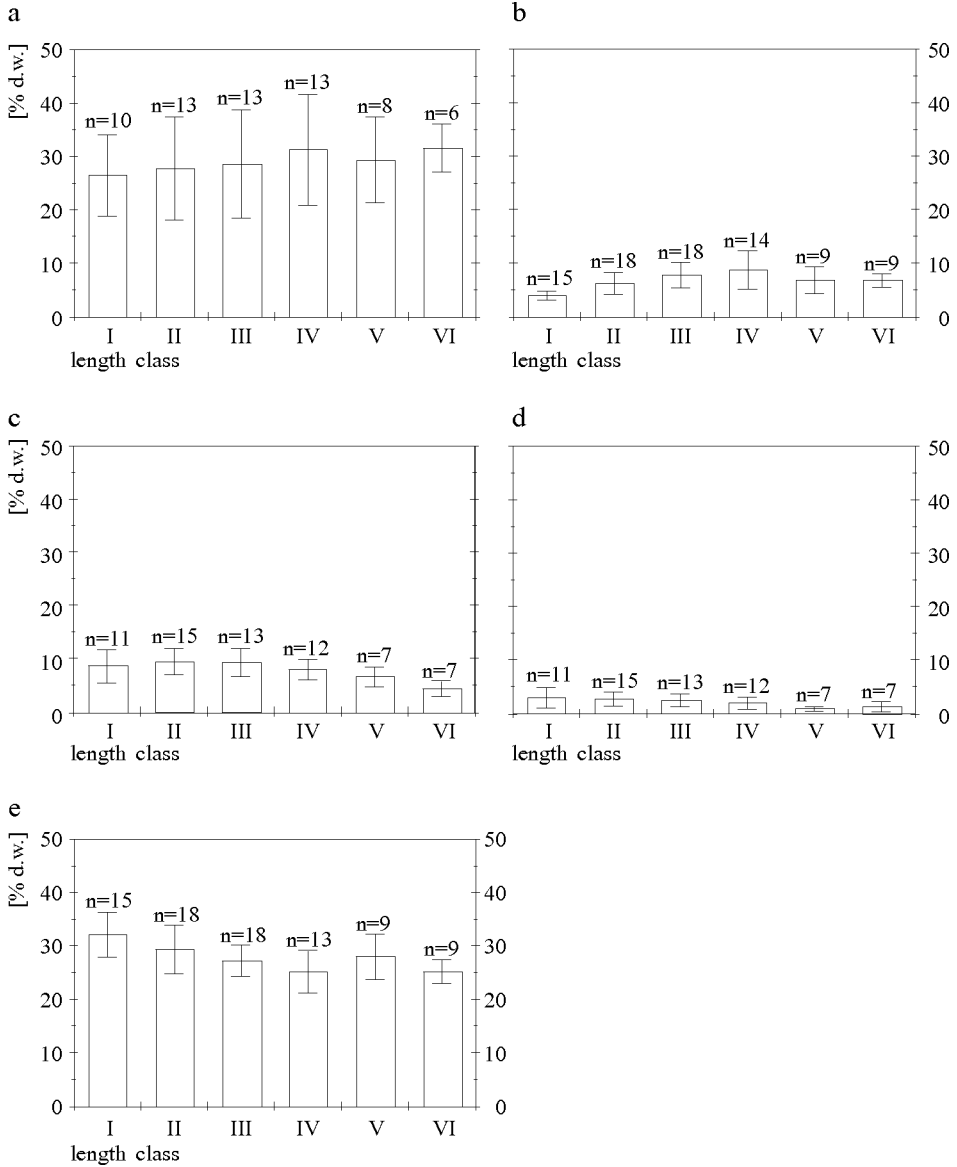 a
[% d.w.]
50
40
30
20
10
0
n=10
n=13
n=13
n=13
n=8
n=6
I II III IV V VI
length class
b
50
40
30
20
10
0
n=15
n=18
n=18
n=14
n=9
n=9
I II III IV V VI
length class
c
[% d.w.]
50
40
30
20
10
0
n=11
n=15
n=13
n=12
n=7
n=7
I II III IV V VI
length class
d
50
40
30
20
10
0
n=11
n=15
n=13
n=12
n=7
n=7
I II III IV V VI
length class
e
[% d.w.]
50
40
30
20
10
0
n=15
n=18
n=18
n=13
n=9
n=9
50
40
30
20
10
0
I II III IV V VI
length class